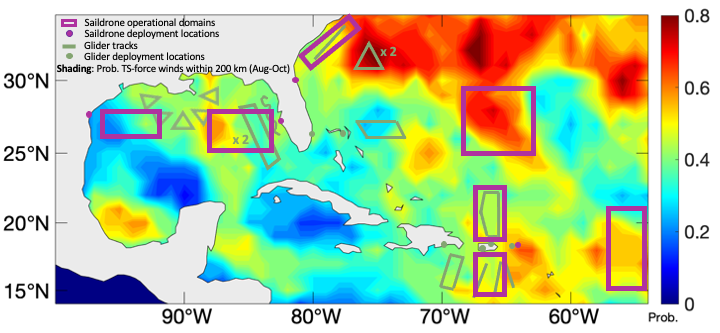 Saildrone operational domains
Saildrone deployment locations
Glider tracks
Glider deployment locations
Shading: Prob. TS-force winds within 200 km (Aug-Oct)
x 2
x 2
30°N
25°N
20°N
15°N
90°W
80°W
70°W
60°W
0.8
0.6
0.4
0.2
0
Prob.